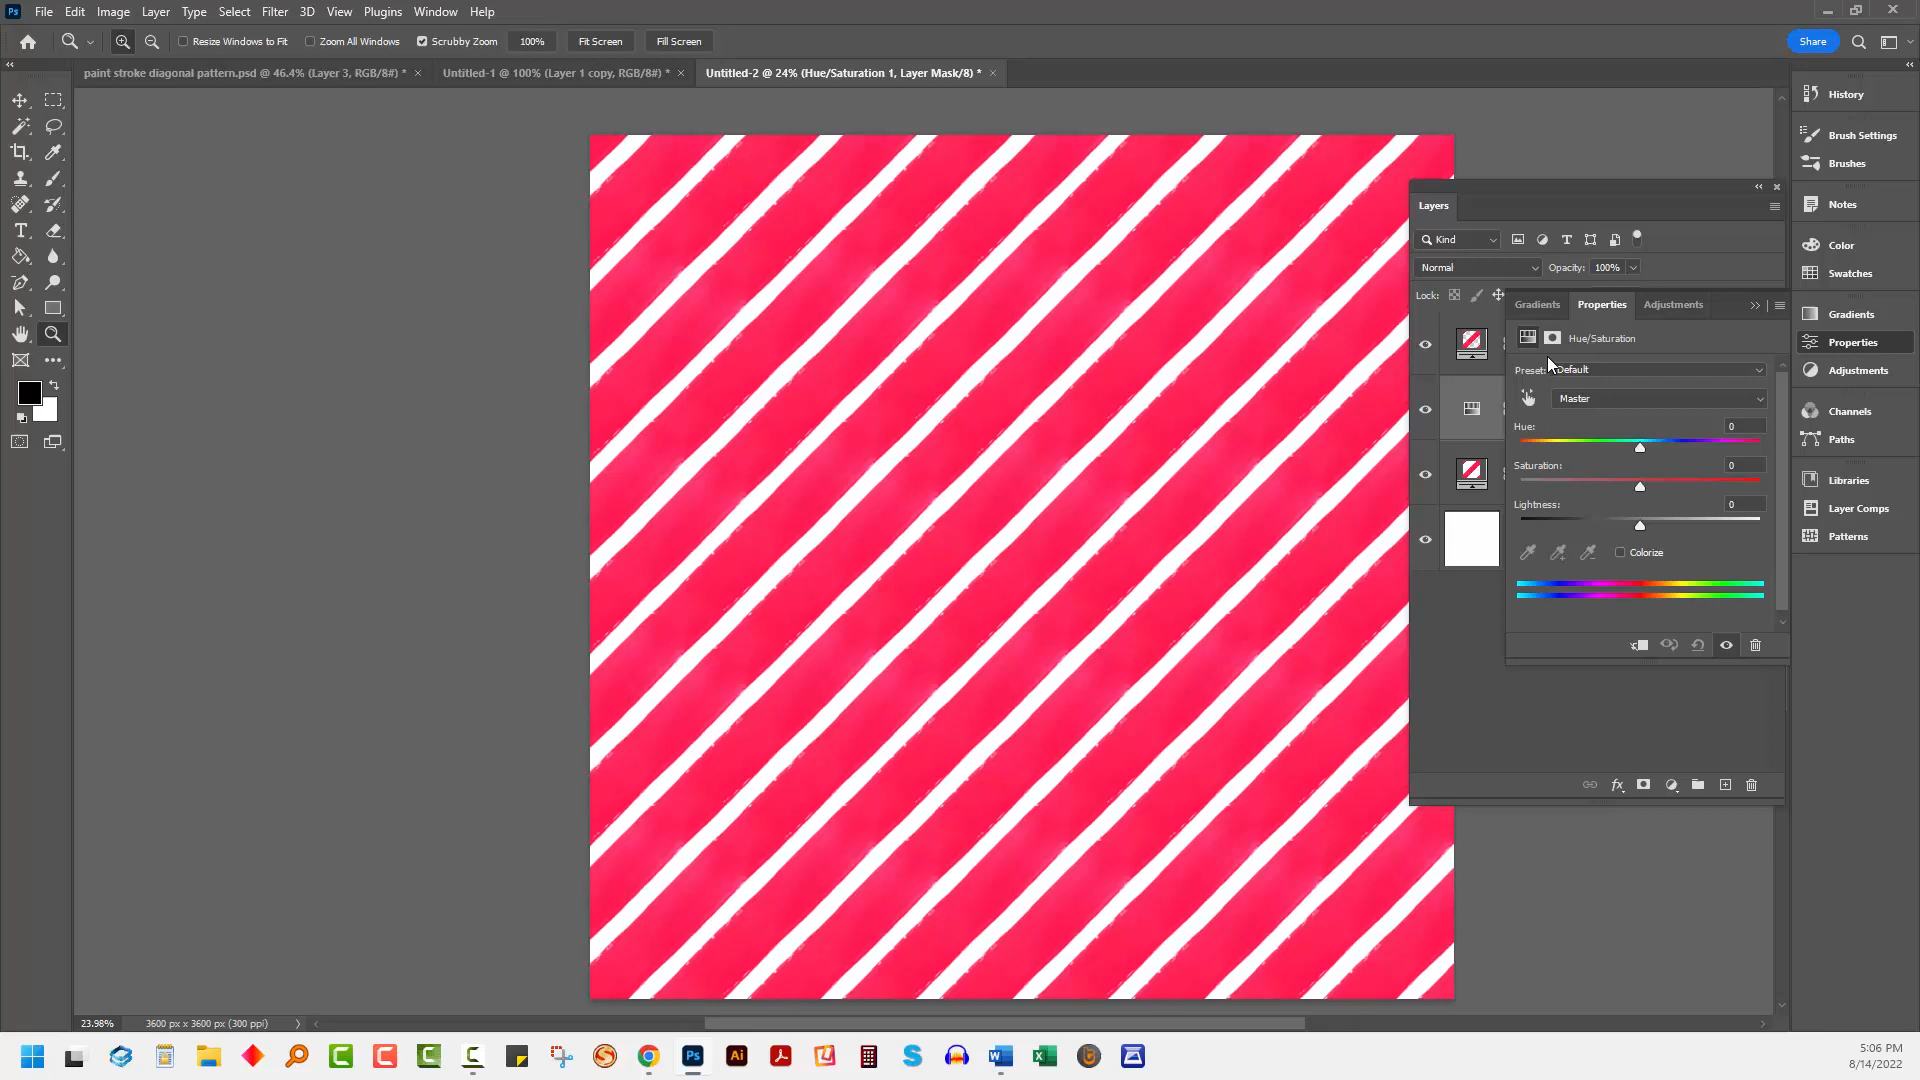 Ps File Edit Image Layer Type Select Filter 3D View Plugins Window Help
Resize Windows to Fit Zoom All Windows Scrubby Zoom 100% Fit Screen Fill Screen Share
paint stroke diagonal pattern.psd @ 46.4% (Layer 3, RGB/8#) * × Untitled-1 @ 100% (Layer 1 copy, RGB/8#) * × Untitled-2 @ 24% (Hue/Saturation 1, Layer Mask/8) * ×
History
Brush Settings
Brushes
Notes
Color
Swatches
Gradients
Properties
Adjustments
Channels
Paths
Libraries
Layer Comps
Patterns
Layers
Kind
Normal Opacity: 100%
Lock:
Gradients Properties Adjustments
Hue/Saturation
Preset: Default
Master
Hue: 0
Saturation: 0
Lightness: 0
Colorize
fx
23.98% 3600 px x 3600 px (300 ppi)
5:06 PM
8/14/2022